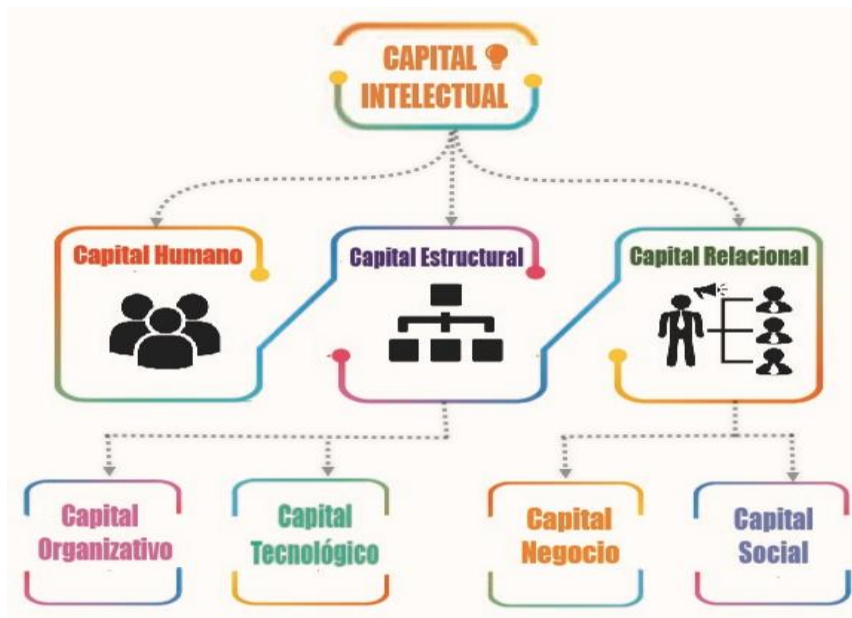 CAPITAL
INTELECTUAL
Capital Humano
Capital Estructural
Capital Relacional
Capital
Organizativo
Capital
Tecnológico
Capital
Negocio
Capital
Social